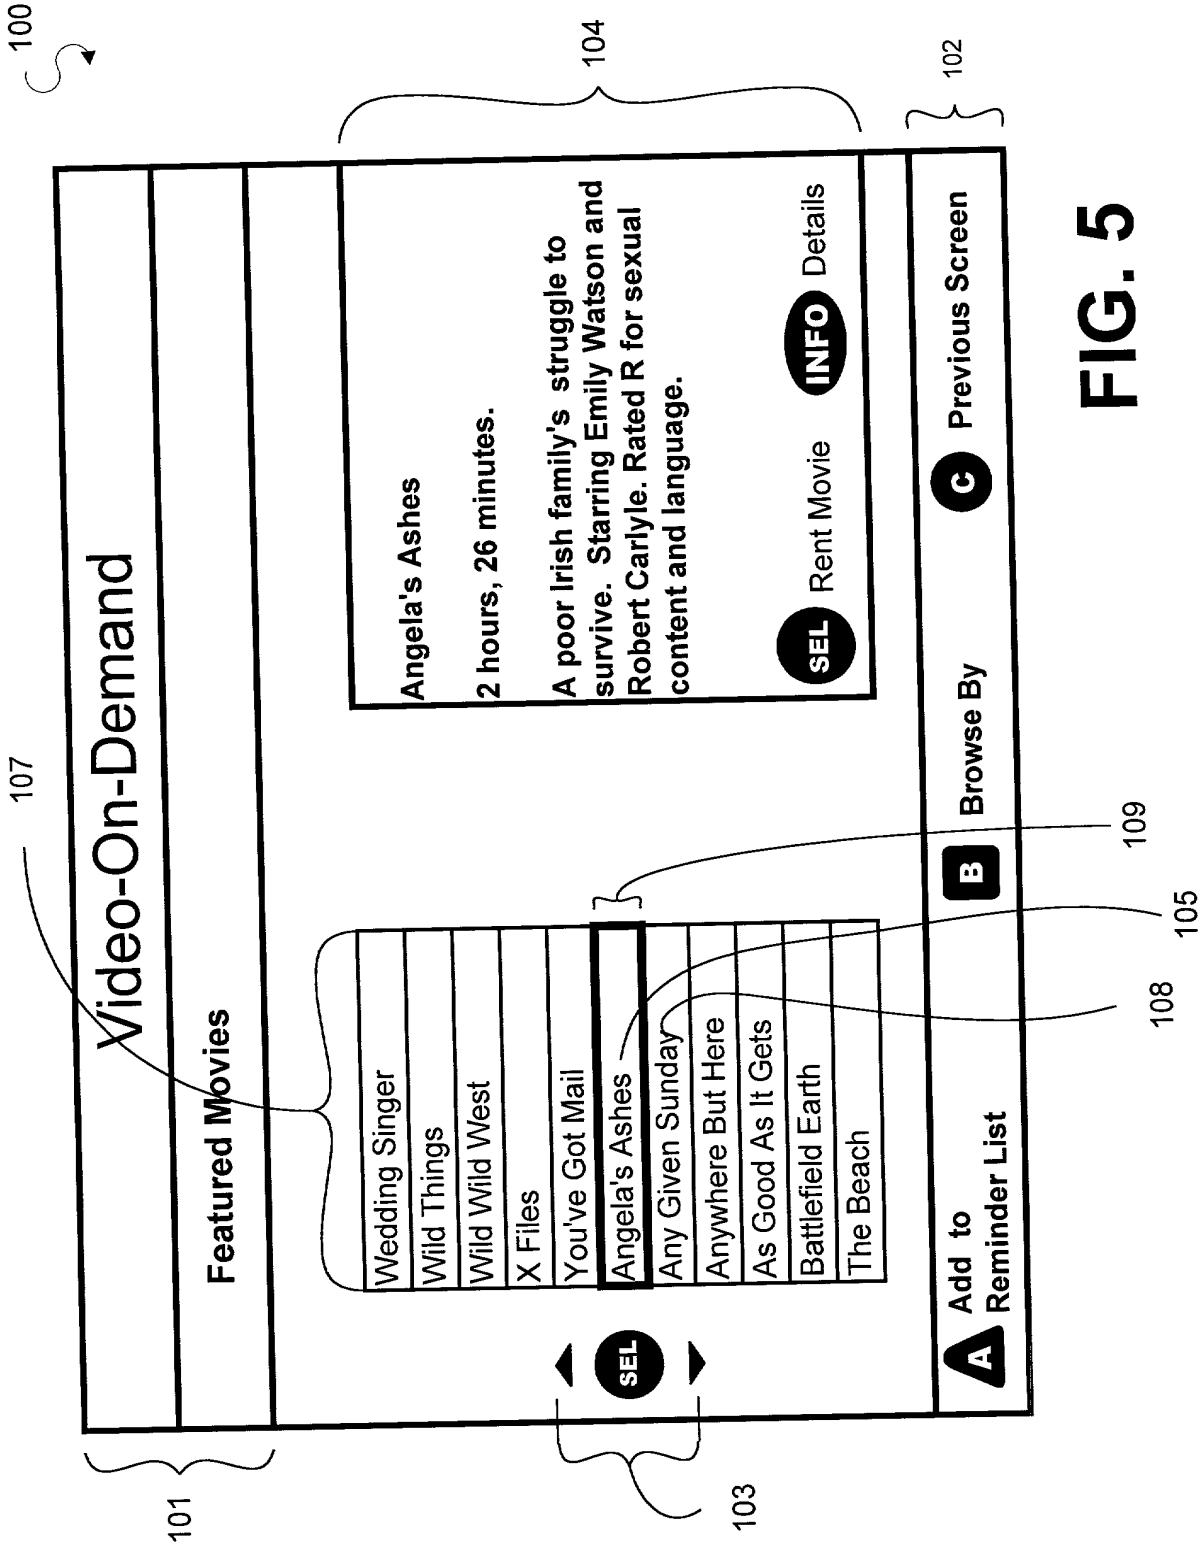 100
Video-On-Demand
101
Featured Movies
107
Wedding Singer
Wild Things
Wild Wild West
X Files
You've Got Mail
Angela's Ashes
Any Given Sunday
Anywhere But Here
As Good As It Gets
Battlefield Earth
The Beach
SEL
103
109
105
108
104
Angela's Ashes
2 hours, 26 minutes.
A poor Irish family's struggle to
survive. Starring Emily Watson and
Robert Carlyle. Rated R for sexual
content and language.
SEL Rent Movie INFO Details
102
A Add to
Reminder List
B Browse By
C Previous Screen
FIG. 5